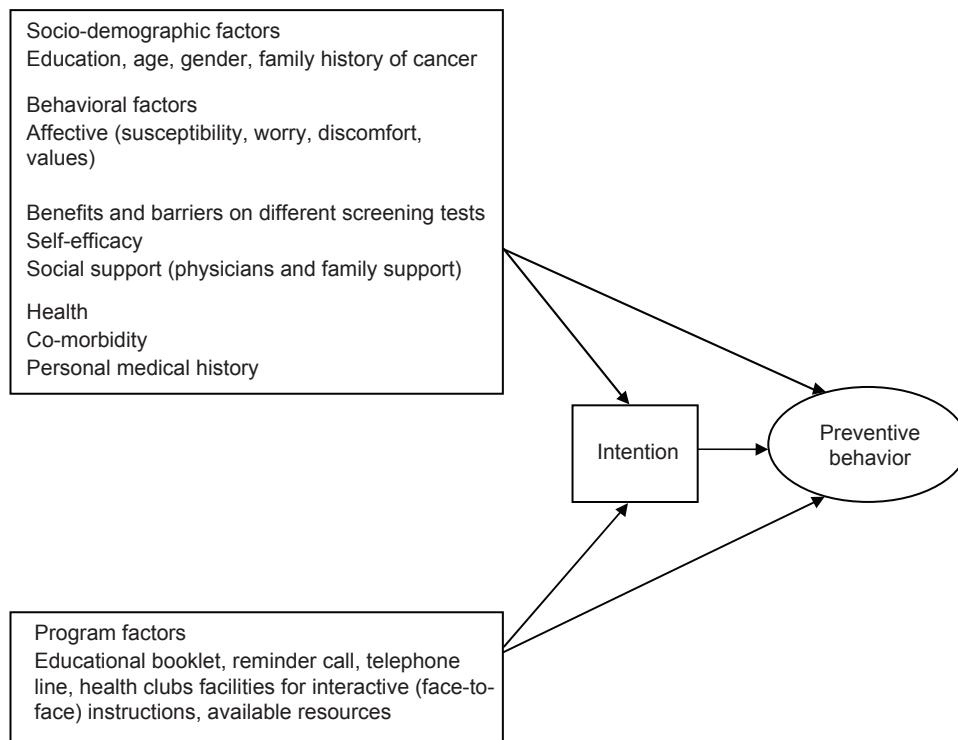 Socio-demographic factors
Education, age, gender, family history of cancer
Behavioral factors
Affective (susceptibility, worry, discomfort,
values)
Benefits and barriers on different screening tests
Self-efficacy
Social support (physicians and family support)
Health
Co-morbidity
Personal medical history
Intention
Preventive
behavior
Program factors
Educational booklet, reminder call, telephone
line, health clubs facilities for interactive (face-to-
face) instructions, available resources